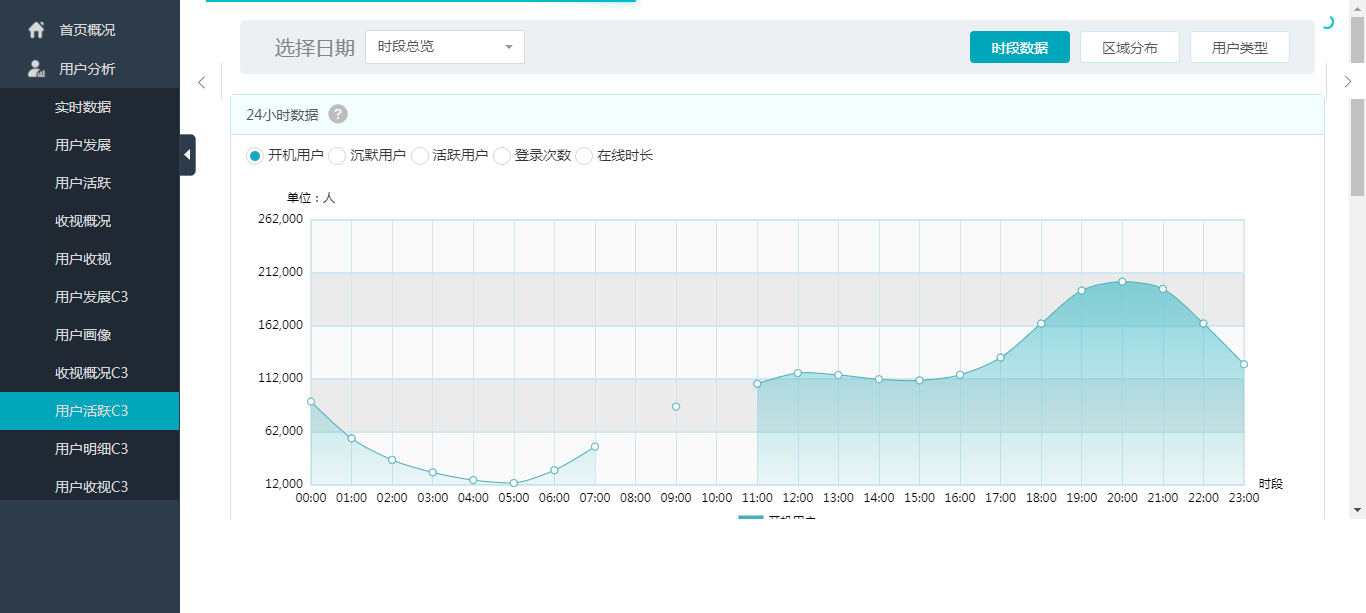 首页概况
用户分析
实时数据
用户发展
用户活跃
收视概况
用户收视
用户发展C3
用户画像
收视概况C3
用户活跃C3
用户明细C3
用户收视C3
选择日期 时段总览 时段数据 区域分布 用户类型
24小时数据 ?
开机用户 沉默用户 活跃用户 登录次数 在线时长
单位：人
262,000
212,000
162,000
112,000
62,000
12,000
00:00 01:00 02:00 03:00 04:00 05:00 06:00 07:00 08:00 09:00 10:00 11:00 12:00 13:00 14:00 15:00 16:00 17:00 18:00 19:00 20:00 21:00 22:00 23:00 时段
开机用户